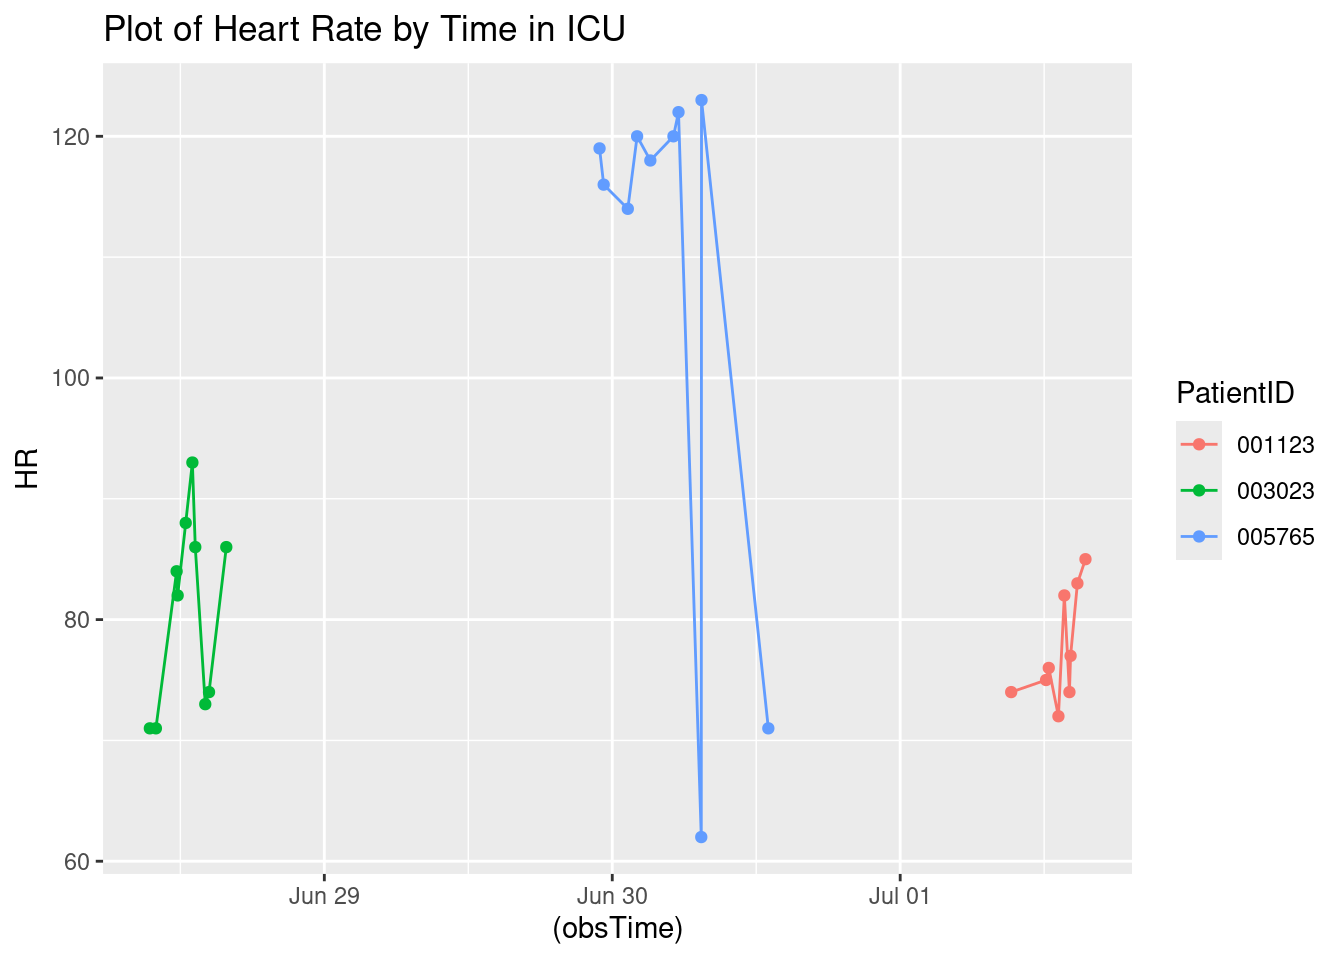 Plot of Heart Rate by Time in ICU
120
100
80
60
HR
Jun 29
Jun 30
Jul 01
(obsTime)
PatientID
001123
003023
005765